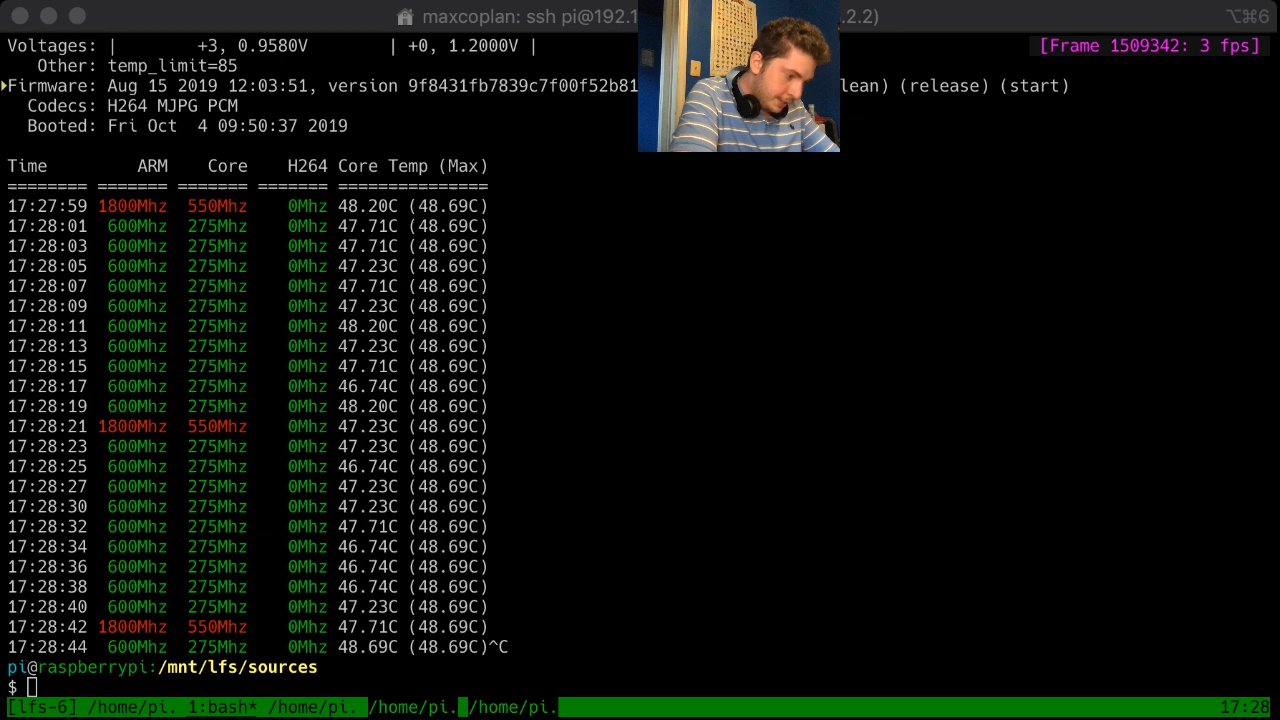 maxcoplan: ssh pi@192.1 .2.2) ⌥⌘6
Voltages: | +3, 0.9580V | +0, 1.2000V | [Frame 1509342: 3 fps]
Other: temp_limit=85
Firmware: Aug 15 2019 12:03:51, version 9f8431fb7839c7f00f52b81 lean) (release) (start)
Codecs: H264 MJPG PCM
Booted: Fri Oct 4 09:50:37 2019
Time ARM Core H264 Core Temp (Max)
======== ======= ======= ======= ===============
17:27:59 1800Mhz 550Mhz 0Mhz 48.20C (48.69C)
17:28:01 600Mhz 275Mhz 0Mhz 47.71C (48.69C)
17:28:03 600Mhz 275Mhz 0Mhz 47.71C (48.69C)
17:28:05 600Mhz 275Mhz 0Mhz 47.23C (48.69C)
17:28:07 600Mhz 275Mhz 0Mhz 47.71C (48.69C)
17:28:09 600Mhz 275Mhz 0Mhz 47.23C (48.69C)
17:28:11 600Mhz 275Mhz 0Mhz 48.20C (48.69C)
17:28:13 600Mhz 275Mhz 0Mhz 47.23C (48.69C)
17:28:15 600Mhz 275Mhz 0Mhz 47.71C (48.69C)
17:28:17 600Mhz 275Mhz 0Mhz 46.74C (48.69C)
17:28:19 600Mhz 275Mhz 0Mhz 48.20C (48.69C)
17:28:21 1800Mhz 550Mhz 0Mhz 47.23C (48.69C)
17:28:23 600Mhz 275Mhz 0Mhz 47.23C (48.69C)
17:28:25 600Mhz 275Mhz 0Mhz 46.74C (48.69C)
17:28:27 600Mhz 275Mhz 0Mhz 47.23C (48.69C)
17:28:30 600Mhz 275Mhz 0Mhz 47.23C (48.69C)
17:28:32 600Mhz 275Mhz 0Mhz 47.71C (48.69C)
17:28:34 600Mhz 275Mhz 0Mhz 46.74C (48.69C)
17:28:36 600Mhz 275Mhz 0Mhz 46.74C (48.69C)
17:28:38 600Mhz 275Mhz 0Mhz 46.74C (48.69C)
17:28:40 600Mhz 275Mhz 0Mhz 47.23C (48.69C)
17:28:42 1800Mhz 550Mhz 0Mhz 47.71C (48.69C)
17:28:44 600Mhz 275Mhz 0Mhz 48.69C (48.69C)^C
pi@raspberrypi:/mnt/lfs/sources
$
[lfs-6] /home/pi. 1:bash* /home/pi. /home/pi. /home/pi. 17:28